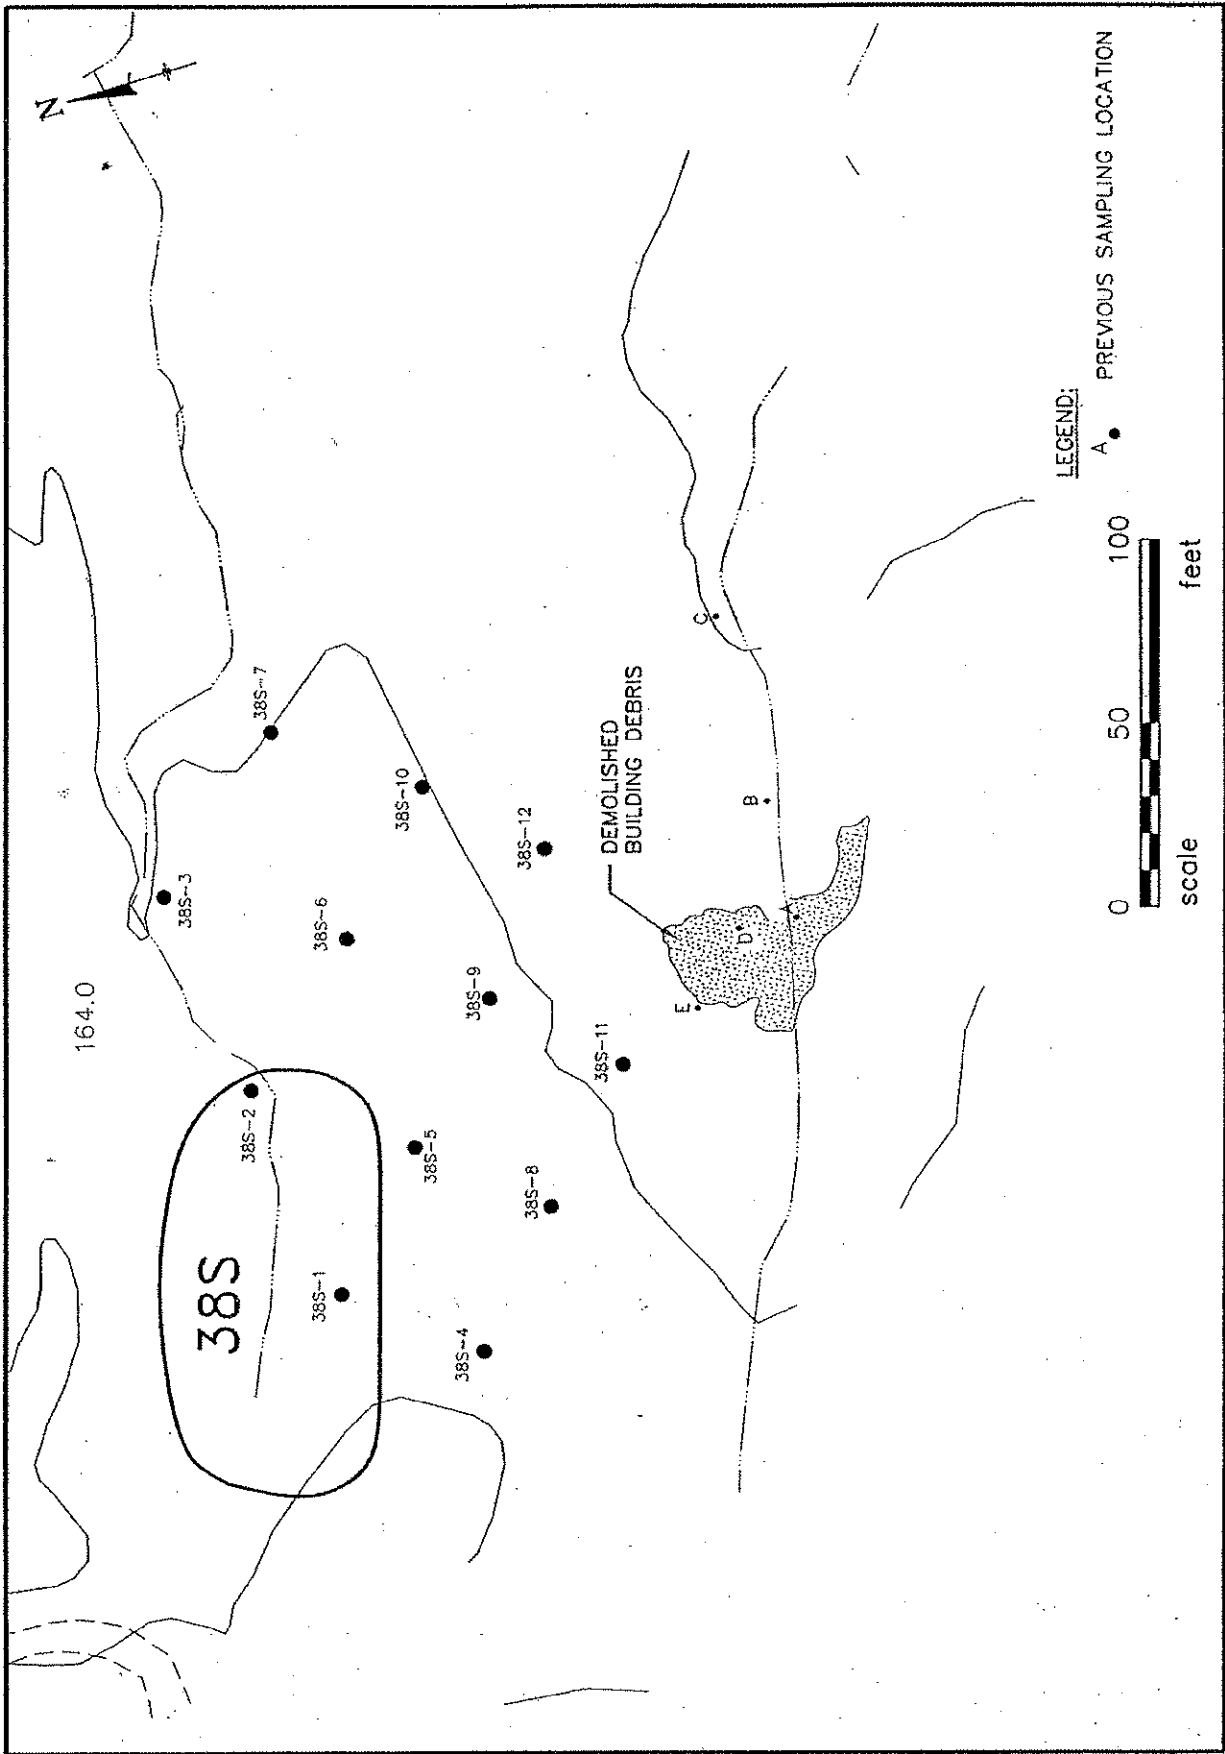 N
164.0
38S
38S-1
38S-2
38S-3
38S-4
38S-5
38S-6
38S-7
38S-8
38S-9
38S-10
38S-11
38S-12
DEMOLISHED
BUILDING DEBRIS
E
D
A
B
C
0 50 100
scale feet
LEGEND:
A PREVIOUS SAMPLING LOCATION